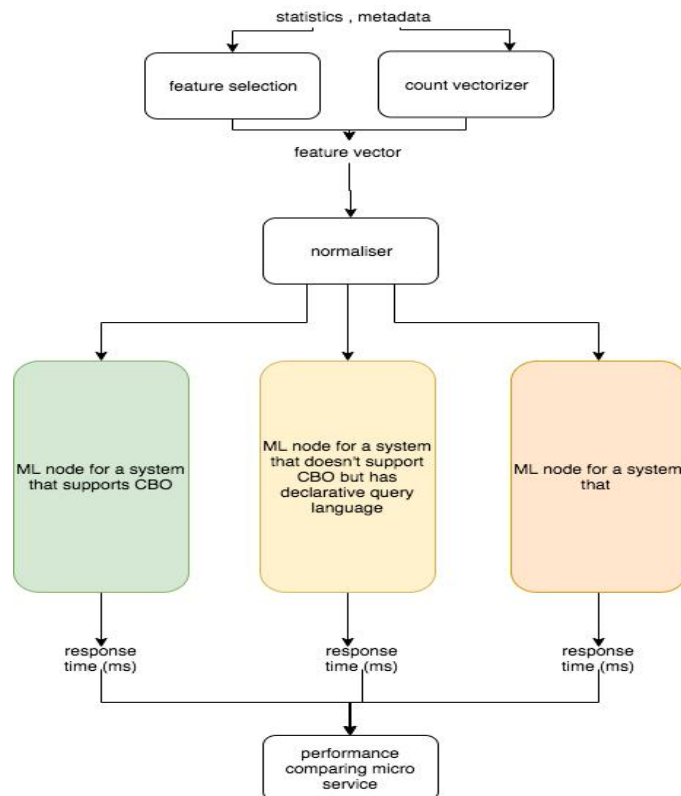 statistics , metadata
feature selection
count vectorizer
feature vector
normaliser
ML node for a system
that supports CBO
ML node for a system
that doesn't support
CBO but has
declarative query
language
ML node for a system
that
response
time (ms)
response
time (ms)
response
time (ms)
performance
comparing micro
service